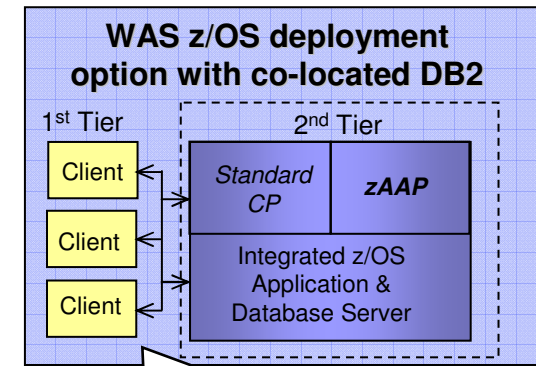 WAS z/OS deployment
option with co-located DB2
1st Tier
2nd Tier
Client
Client
Client
Standard
CP
zAAP
Integrated z/OS
Application &
Database Server